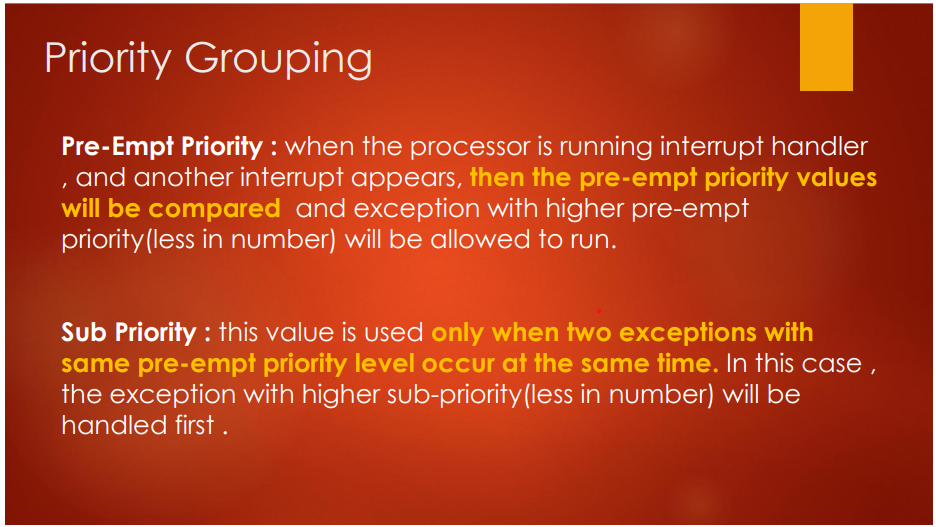 Priority Grouping
Pre-Empt Priority : when the processor is running interrupt handler
, and another interrupt appears, then the pre-empt priority values
will be compared and exception with higher pre-empt
priority(less in number) will be allowed to run.
Sub Priority : this value is used only when two exceptions with
same pre-empt priority level occur at the same time. In this case ,
the exception with higher sub-priority(less in number) will be
handled first .